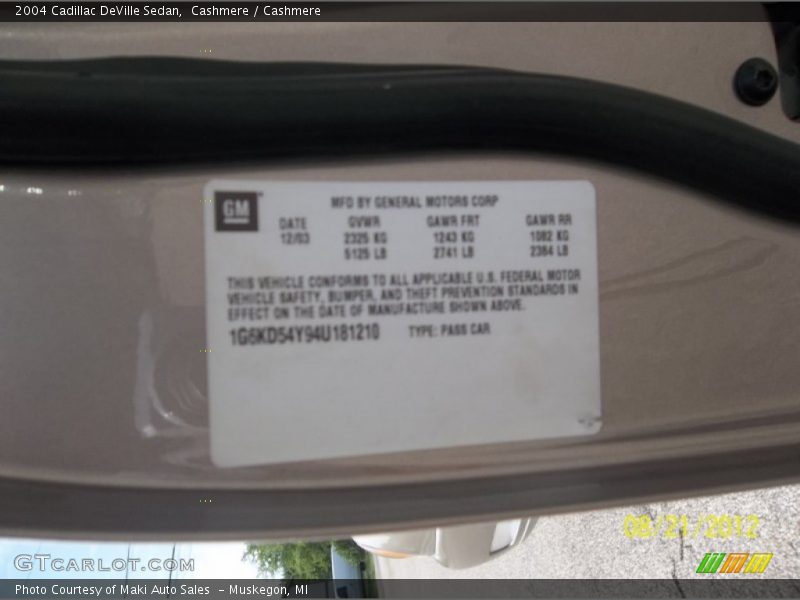 2004 Cadillac DeVille Sedan,  Cashmere / Cashmere
GM
MFD BY GENERAL MOTORS CORP
DATE GVWR GAWR FRT GAWR RR
12/03 2325 KG 1243 KG 1082 KG
5125 LB 2741 LB 2384 LB
THIS VEHICLE CONFORMS TO ALL APPLICABLE U.S. FEDERAL MOTOR
VEHICLE SAFETY, BUMPER, AND THEFT PREVENTION STANDARDS IN
EFFECT ON THE DATE OF MANUFACTURE SHOWN ABOVE.
1G6KD54Y94U181210 TYPE: PASS CAR
08/21/2012
GTCARLOT.COM
Photo Courtesy of Maki Auto Sales  - Muskegon, MI